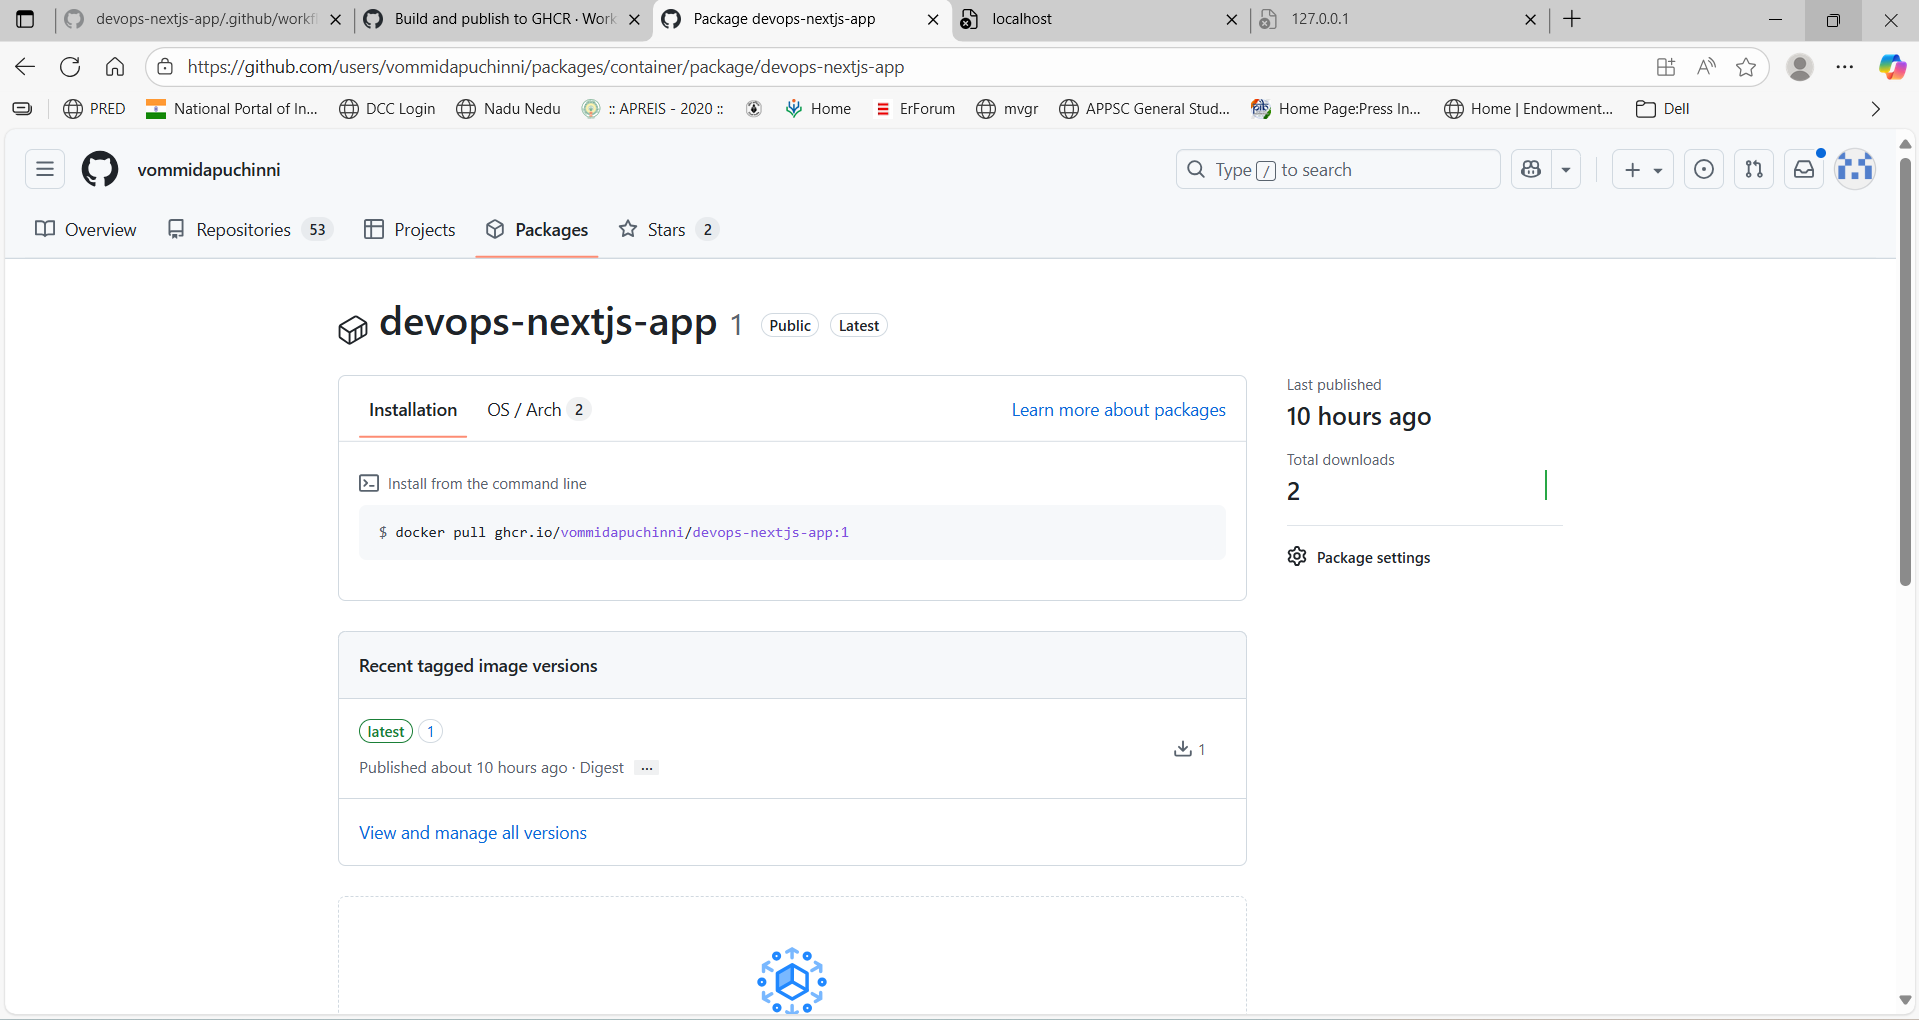 devops-nextjs-app/.github/workfl
Build and publish to GHCR · Work
Package devops-nextjs-app
localhost
127.0.0.1
https://github.com/users/vommidapuchinni/packages/container/package/devops-nextjs-app
PRED
National Portal of In...
DCC Login
Nadu Nedu
:: APREIS - 2020 ::
Home
ErForum
mvgr
APPSC General Stud...
Home Page:Press In...
Home | Endowment...
Dell
vommidapuchinni
Type / to search
Overview
Repositories 53
Projects
Packages
Stars 2
devops-nextjs-app 1 Public Latest
Installation
OS / Arch 2
Learn more about packages
Install from the command line
$ docker pull ghcr.io/vommidapuchinni/devops-nextjs-app:1
Last published
10 hours ago
Total downloads
2
Package settings
Recent tagged image versions
latest 1
Published about 10 hours ago · Digest ...
1
View and manage all versions